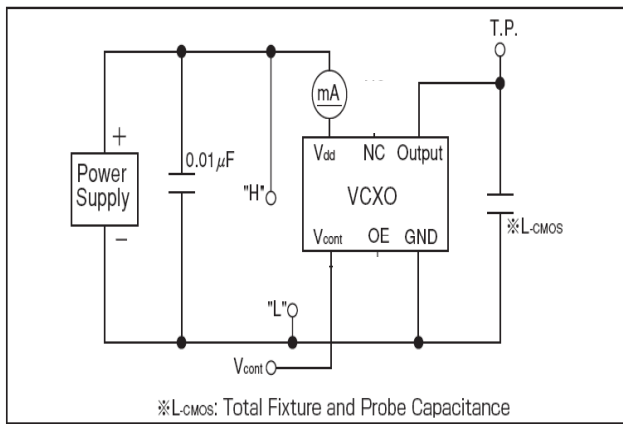 T.P.
mA
+
Power
Supply
−
0.01μF
"H"
Vdd NC Output
VCXO
Vcont OE GND
※L-CMOS
"L"
Vcont
※L-CMOS: Total Fixture and Probe Capacitance